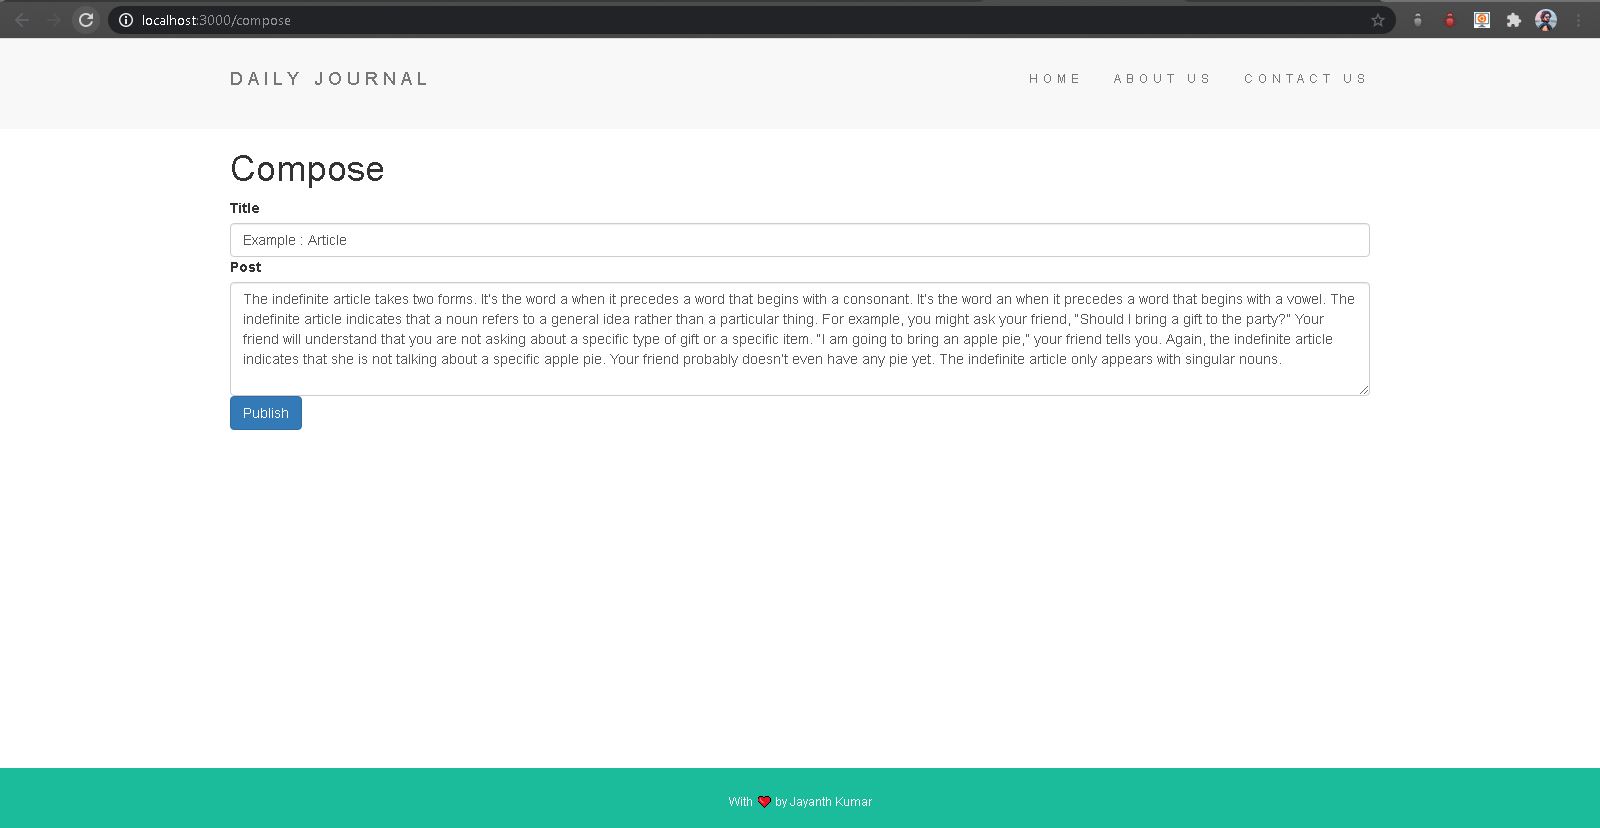 localhost:3000/compose
DAILY JOURNAL
HOME ABOUT US CONTACT US
Compose
Title
Example : Article
Post
The indefinite article takes two forms. It's the word a when it precedes a word that begins with a consonant. It's the word an when it precedes a word that begins with a vowel. The
indefinite article indicates that a noun refers to a general idea rather than a particular thing. For example, you might ask your friend, "Should I bring a gift to the party?" Your
friend will understand that you are not asking about a specific type of gift or a specific item. "I am going to bring an apple pie," your friend tells you. Again, the indefinite article
indicates that she is not talking about a specific apple pie. Your friend probably doesn't even have any pie yet. The indefinite article only appears with singular nouns.
Publish
With ❤ by Jayanth Kumar